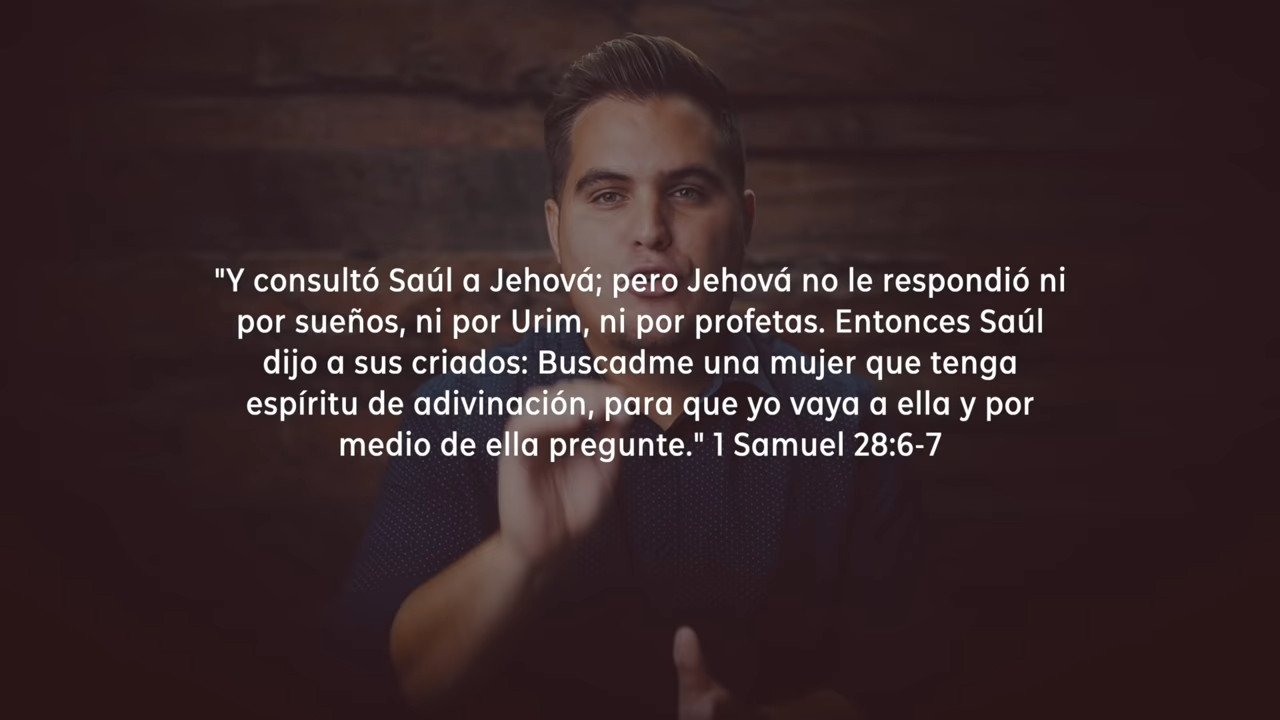 "Y consultó Saúl a Jehová; pero Jehová no le respondió ni
por sueños, ni por Urim, ni por profetas. Entonces Saúl
dijo a sus criados: Buscadme una mujer que tenga
espíritu de adivinación, para que yo vaya a ella y por
medio de ella pregunte." 1 Samuel 28:6-7